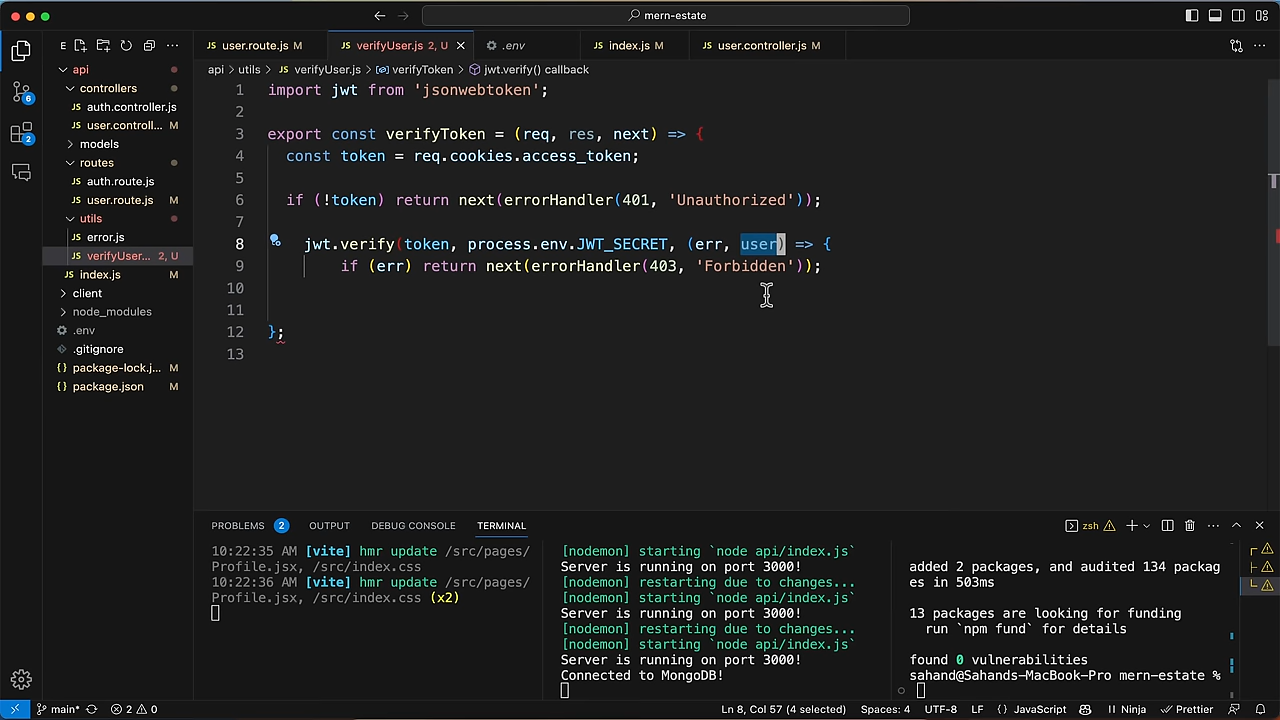 mern-estate
E
user.route.js M
verifyUser.js 2, U
.env
index.js M
user.controller.js M
api
controllers
auth.controller.js
user.controll... M
models
routes
auth.route.js
user.route.js M
utils
error.js
verifyUser... 2, U
index.js M
client
node_modules
.env
.gitignore
package-lock.j... M
package.json M
6
2
api > utils > JS verifyUser.js > verifyToken > jwt.verify() callback
1 import jwt from 'jsonwebtoken';
2
3 export const verifyToken = (req, res, next) => {
4 const token = req.cookies.access_token;
5
6 if (!token) return next(errorHandler(401, 'Unauthorized'));
7
8 jwt.verify(token, process.env.JWT_SECRET, (err, user) => {
9 if (err) return next(errorHandler(403, 'Forbidden'));
10
11
12 };
13
PROBLEMS 2 OUTPUT DEBUG CONSOLE TERMINAL
zsh
10:22:35 AM [vite] hmr update /src/pages/
Profile.jsx, /src/index.css
10:22:36 AM [vite] hmr update /src/pages/
Profile.jsx, /src/index.css (x2)
[nodemon] starting `node api/index.js`
Server is running on port 3000!
[nodemon] restarting due to changes...
[nodemon] starting `node api/index.js`
Server is running on port 3000!
[nodemon] restarting due to changes...
[nodemon] starting `node api/index.js`
Server is running on port 3000!
Connected to MongoDB!
added 2 packages, and audited 134 packag
es in 503ms
13 packages are looking for funding
run `npm fund` for details
found 0 vulnerabilities
sahand@Sahands-MacBook-Pro mern-estate %
main* 2 0
Ln 8, Col 57 (4 selected) Spaces: 4 UTF-8 LF {} JavaScript Ninja Prettier